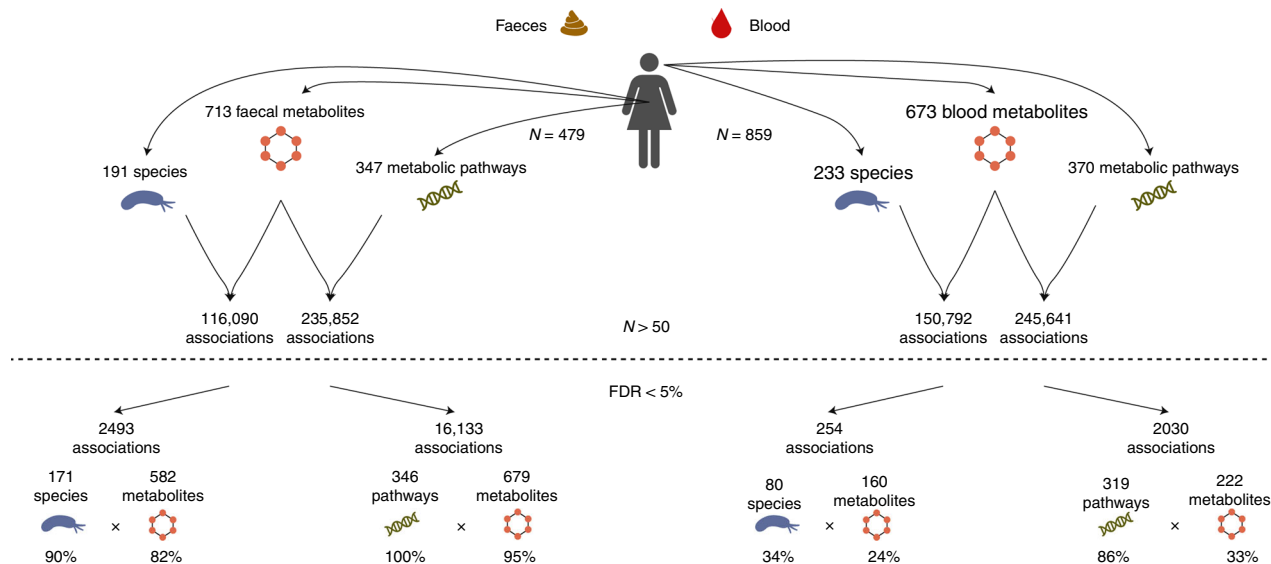 Faeces
Blood
713 faecal metabolites
673 blood metabolites
N = 479
N = 859
191 species
347 metabolic pathways
233 species
370 metabolic pathways
116,090
associations
235,852
associations
N > 50
150,792
associations
245,641
associations
FDR < 5%
2493
associations
16,133
associations
254
associations
2030
associations
171
species
×
582
metabolites
90%
82%
346
pathways
×
679
metabolites
100%
95%
80
species
×
160
metabolites
34%
24%
319
pathways
×
222
metabolites
86%
33%